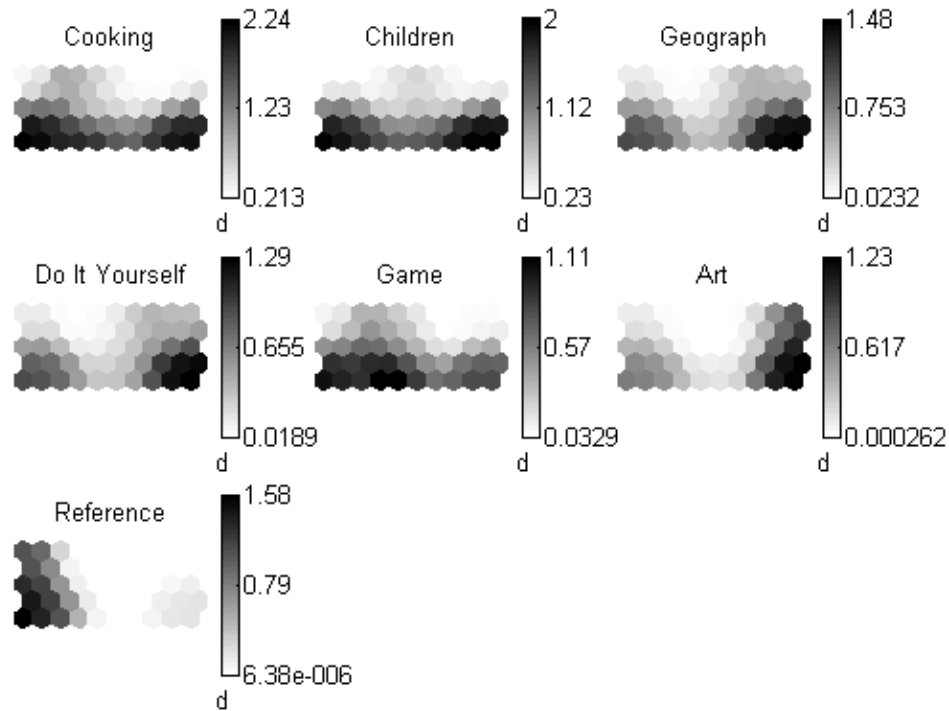 Cooking
2.24
1.23
0.213
d
Children
2
1.12
0.23
d
Geograph
1.48
0.753
0.0232
d
Do It Yourself
1.29
0.655
0.0189
d
Game
1.11
0.57
0.0329
d
Art
1.23
0.617
0.000262
d
Reference
1.58
0.79
6.38e-006
d